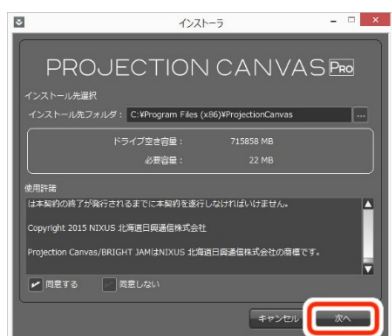 インストーラ
PROJECTION CANVAS PRO
インストール先選択
インストール先フォルダ： C:¥Program Files (x86)¥ProjectionCanvas ...
ドライブ空き容量： 715858 MB
必要容量： 22 MB
使用許諾
は本契約の終了が発行されるまでに本契約を遂行しなければいけません。
Copyright 2015 NIXUS 北海道日興通信株式会社
Projection Canvas/BRIGHT JAMはNIXUS 北海道日興通信株式会社の商標です。
同意する 同意しない
キャンセル 次へ